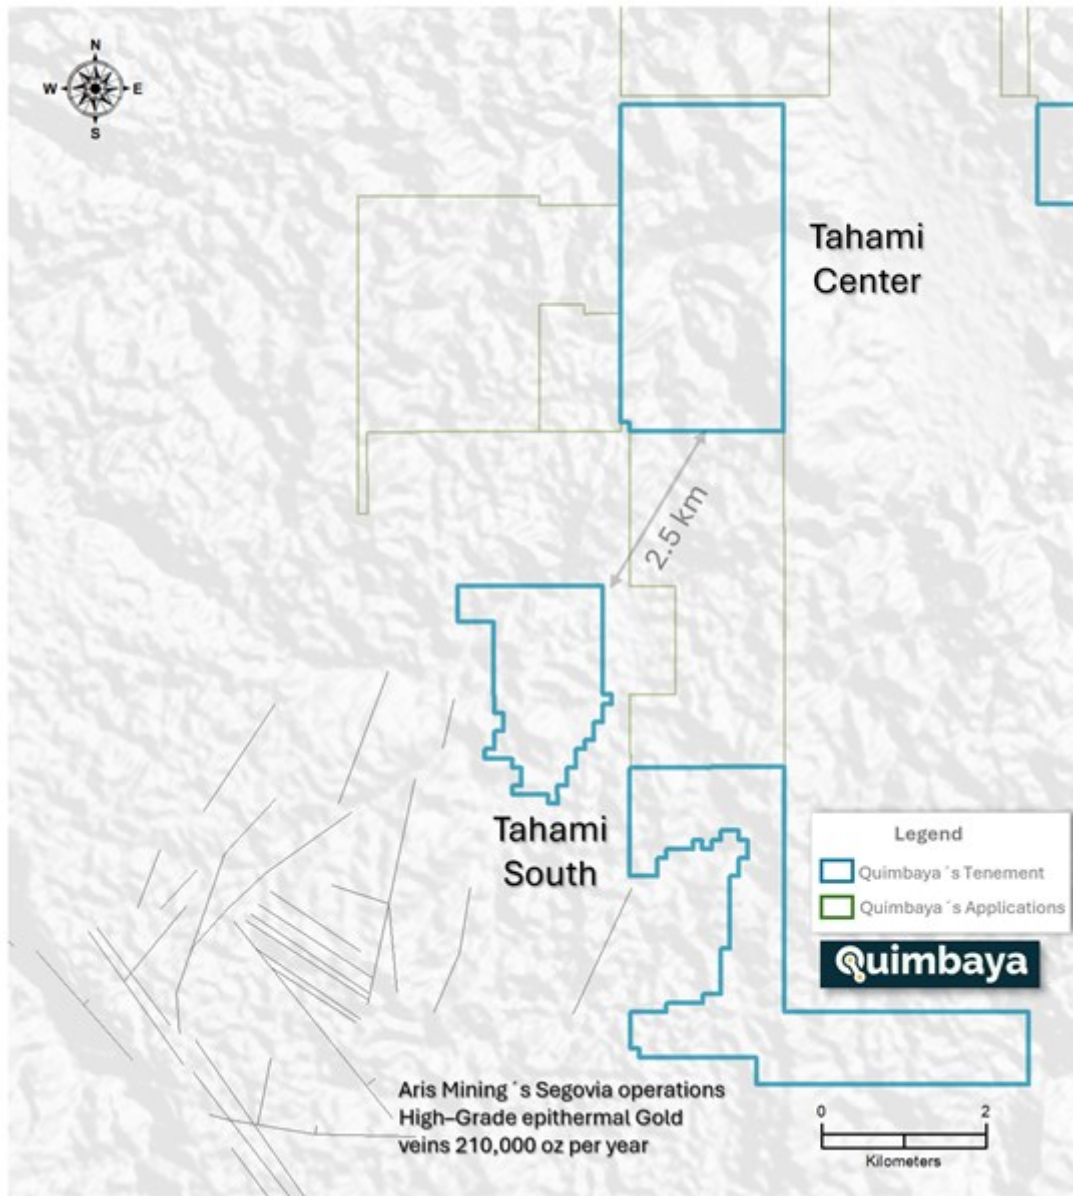 N
W E
S
Tahami
Center
2.5 km
Tahami
South
Legend
Quimbaya´s Tenement
Quimbaya´s Applications
Quimbaya
Aris Mining´s Segovia operations
High–Grade epithermal Gold
veins 210,000 oz per year
0 2
Kilometers